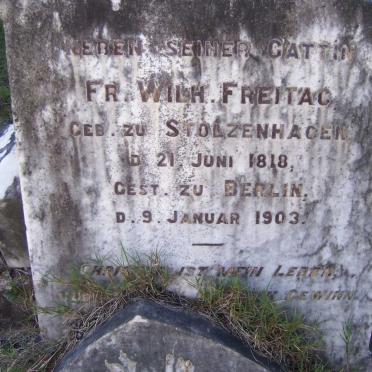 NEBEN SEINER GATTIN
FR. WILH. FREITAG
GEB. ZU STOLZENHAGEN
D. 21. JUNI 1818,
GEST. ZU BERLIN
D. 9. JANUAR 1903.
CHRISTUS IST MEIN LEBEN,
GEWINN.